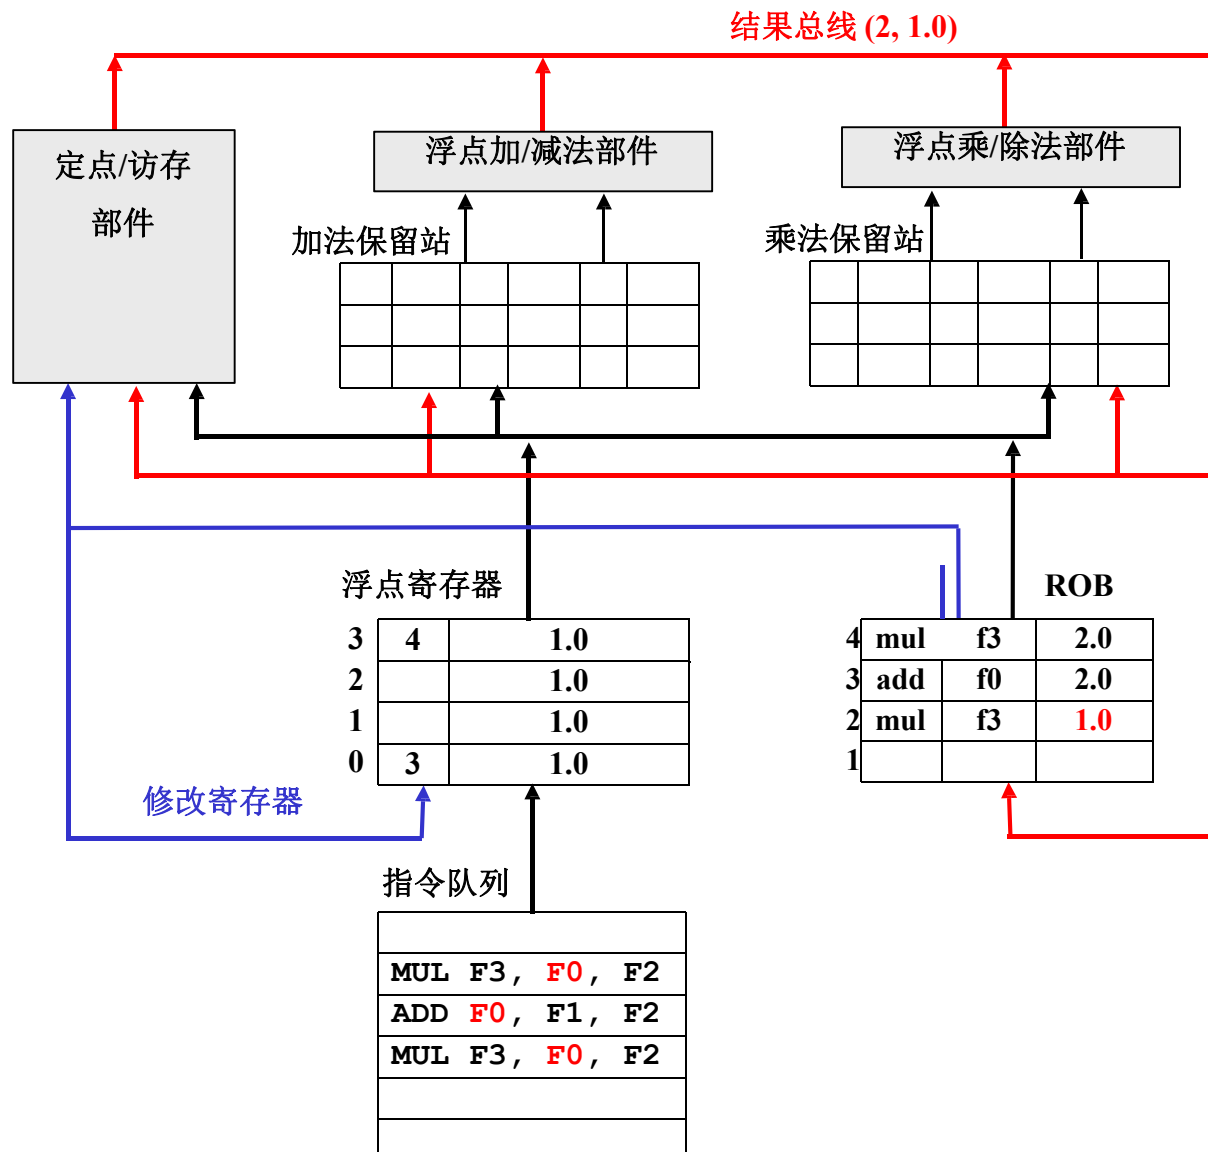 结果总线 (2, 1.0)
定点/访存
部件
浮点加/减法部件
浮点乘/除法部件
加法保留站
乘法保留站
浮点寄存器
ROB
3 4 1.0
2 1.0
1 1.0
0 3 1.0
4 mul f3 2.0
3 add f0 2.0
2 mul f3 1.0
1
修改寄存器
指令队列
MUL F3, F0, F2
ADD F0, F1, F2
MUL F3, F0, F2